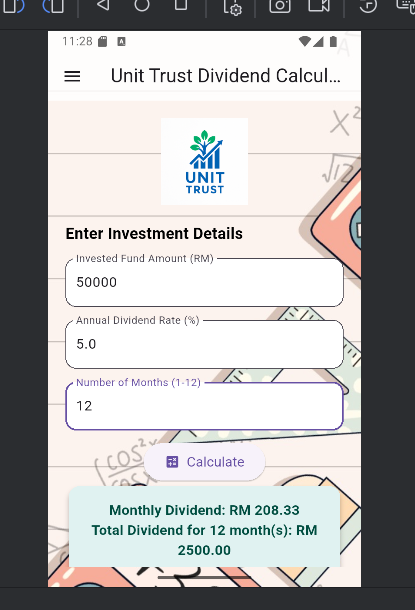 11:28
Unit Trust Dividend Calcul...
X²
√12
UNIT
TRUST
Enter Investment Details
Invested Fund Amount (RM)
50000
Annual Dividend Rate (%)
5.0
Number of Months (1-12)
12
Calculate
Monthly Dividend: RM 208.33
Total Dividend for 12 month(s): RM
2500.00